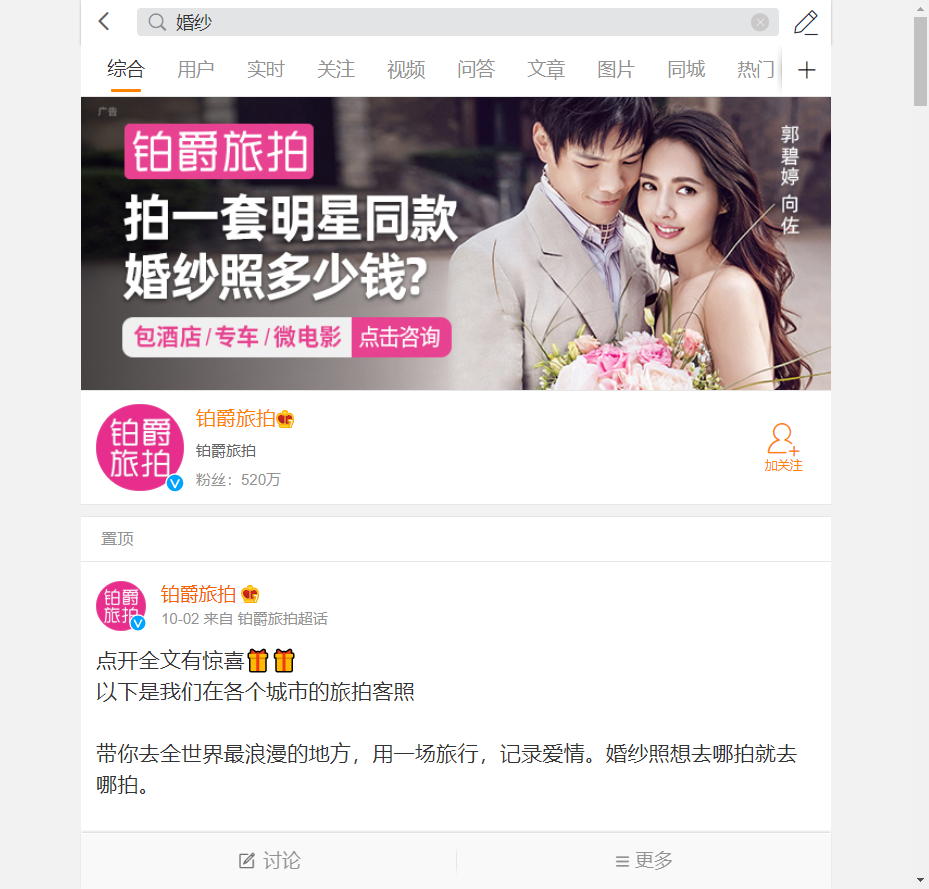 婚纱
综合 用户 实时 关注 视频 问答 文章 图片 同城 热门
广告
铂爵旅拍
拍一套明星同款
婚纱照多少钱?
包酒店/专车/微电影 点击咨询
郭碧婷 向佐
铂爵旅拍
铂爵旅拍
铂爵旅拍
粉丝：520万
加关注
置顶
铂爵旅拍
铂爵旅拍
10-02 来自 铂爵旅拍超话
点开全文有惊喜
以下是我们在各个城市的旅拍客照
带你去全世界最浪漫的地方，用一场旅行，记录爱情。婚纱照想去哪拍就去
哪拍。
讨论 更多